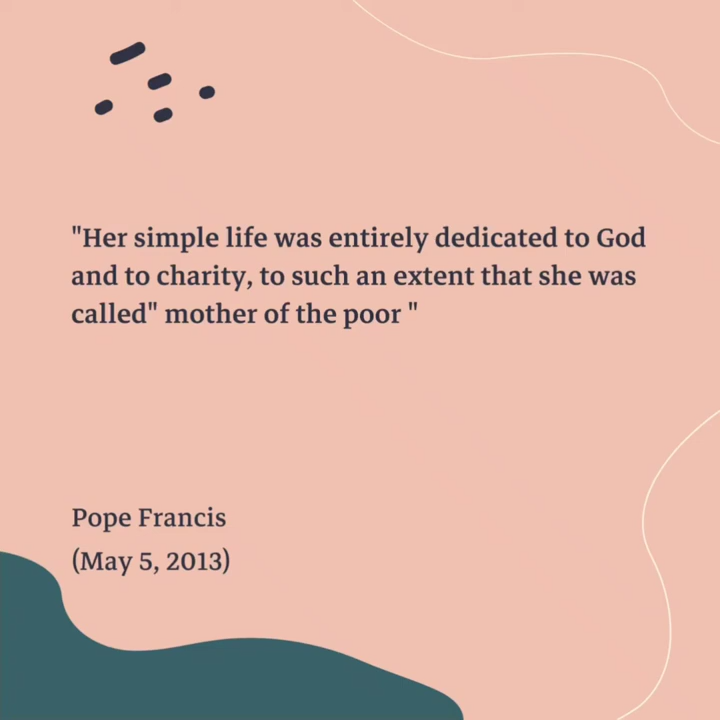 "Her simple life was entirely dedicated to God
and to charity, to such an extent that she was
called" mother of the poor "
Pope Francis
(May 5, 2013)